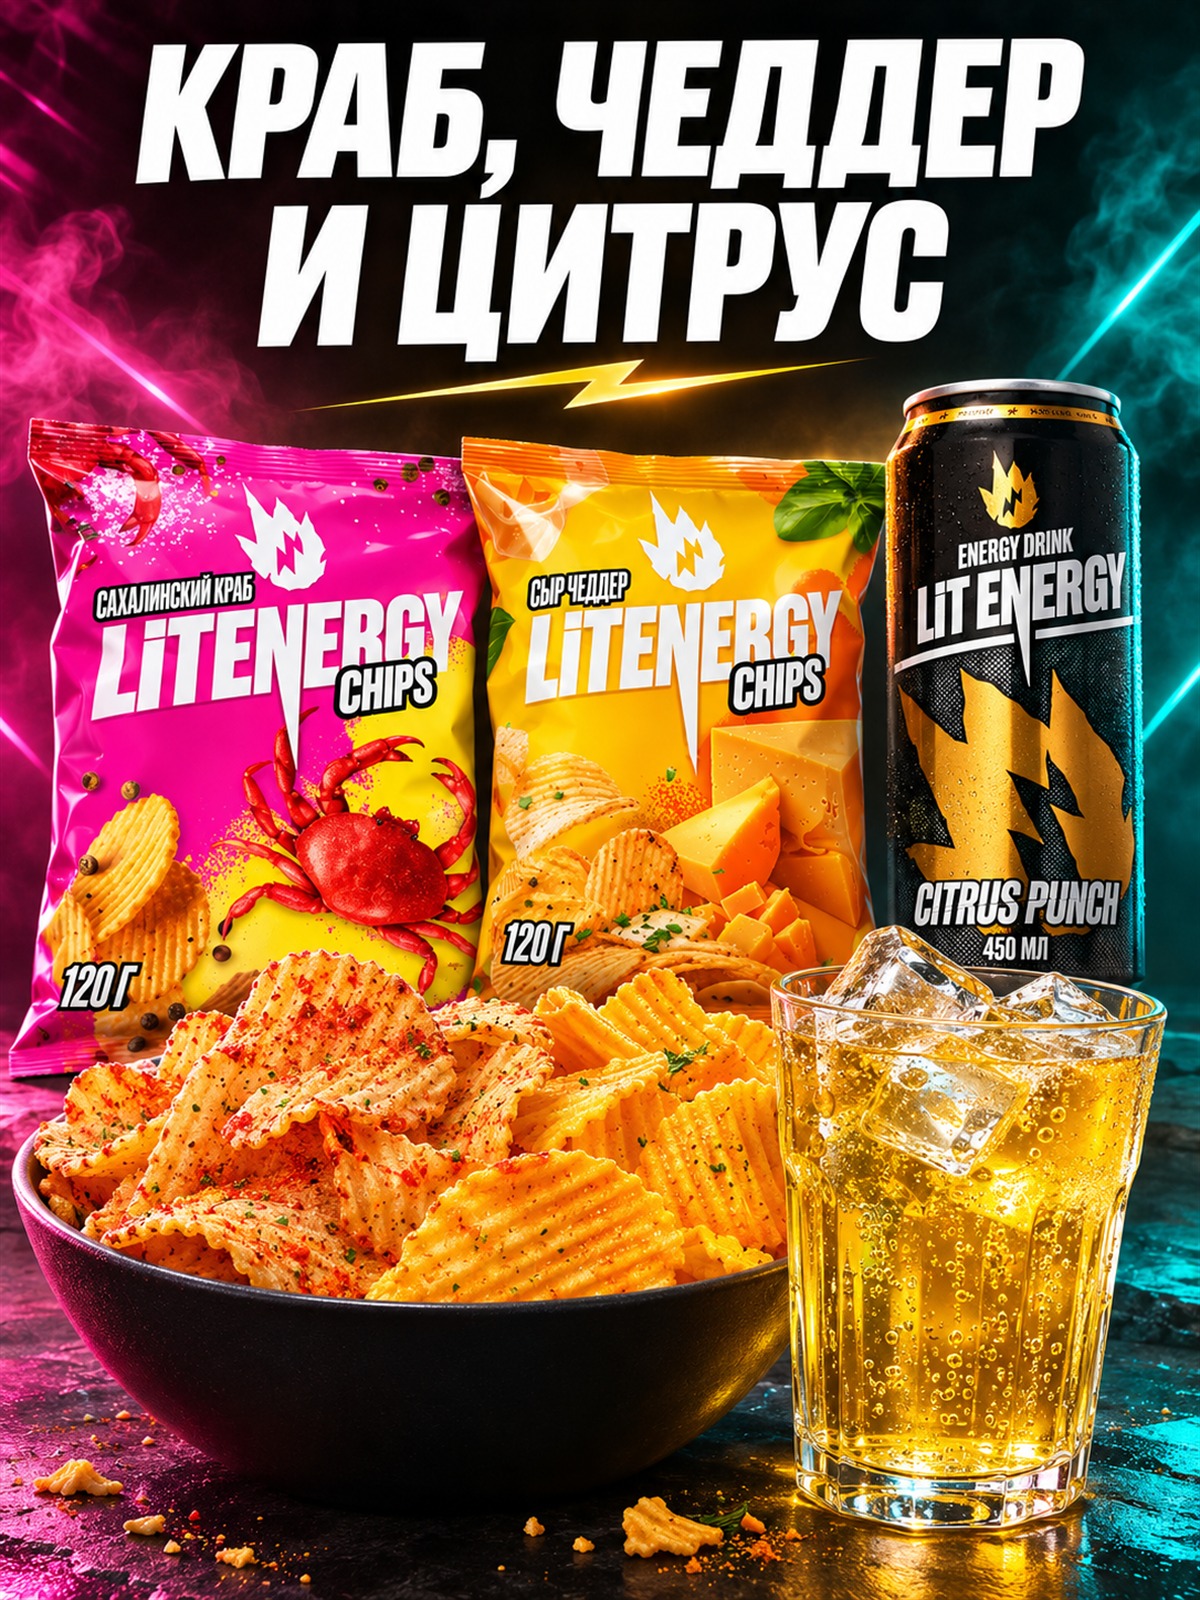 КРАБ, ЧЕДДЕР
И ЦИТРУС
САХАЛИНСКИЙ КРАБ
LITENERGY
CHIPS
120 Г
СЫР ЧЕДДЕР
LITENERGY
CHIPS
120 Г
ENERGY DRINK
LIT ENERGY
CITRUS PUNCH
450 МЛ